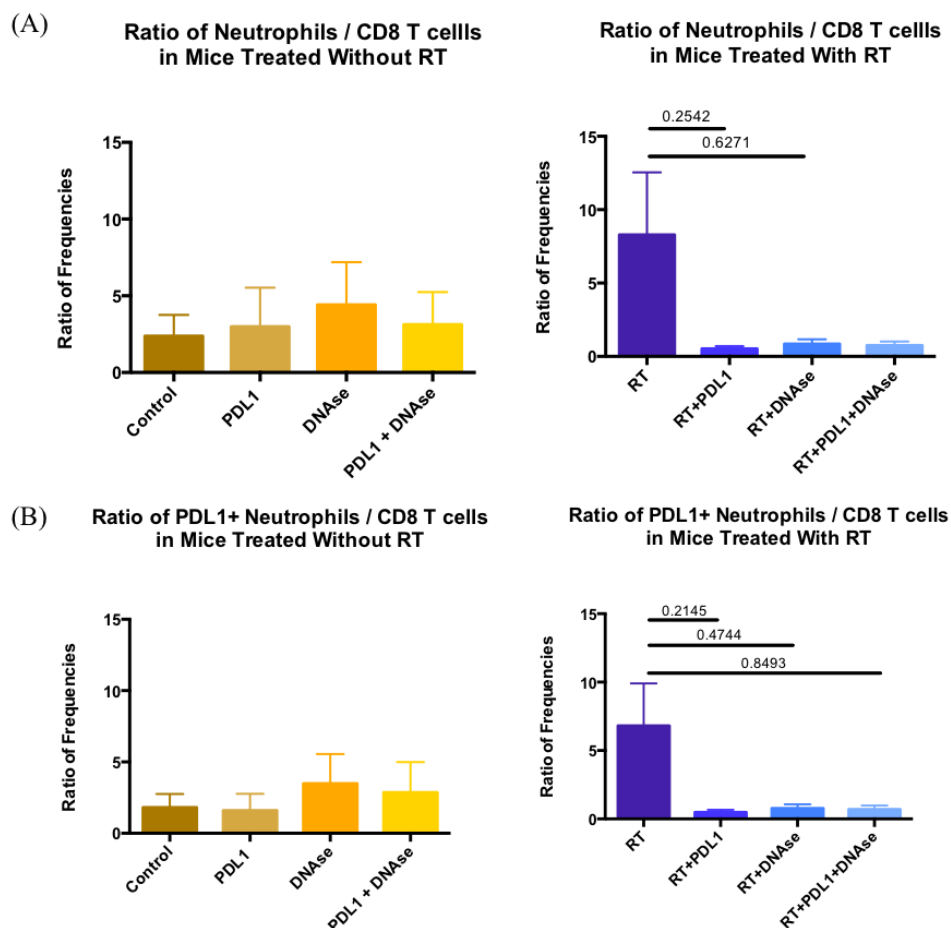 (A)
Ratio of Neutrophils / CD8 T cellls
in Mice Treated Without RT
Ratio of Frequencies
15
10
5
0
Control
PDL1
DNAse
PDL1 + DNAse
Ratio of Neutrophils / CD8 T cellls
in Mice Treated With RT
Ratio of Frequencies
15
10
5
0
0.2542
0.6271
RT
RT+PDL1
RT+DNAse
RT+PDL1+DNAse
(B)
Ratio of PDL1+ Neutrophils / CD8 T cells
in Mice Treated Without RT
Ratio of Frequencies
15
10
5
0
Control
PDL1
DNAse
PDL1 + DNAse
Ratio of PDL1+ Neutrophils / CD8 T cells
in Mice Treated With RT
Ratio of Frequencies
15
10
5
0
0.2145
0.4744
0.8493
RT
RT+PDL1
RT+DNAse
RT+PDL1+DNAse